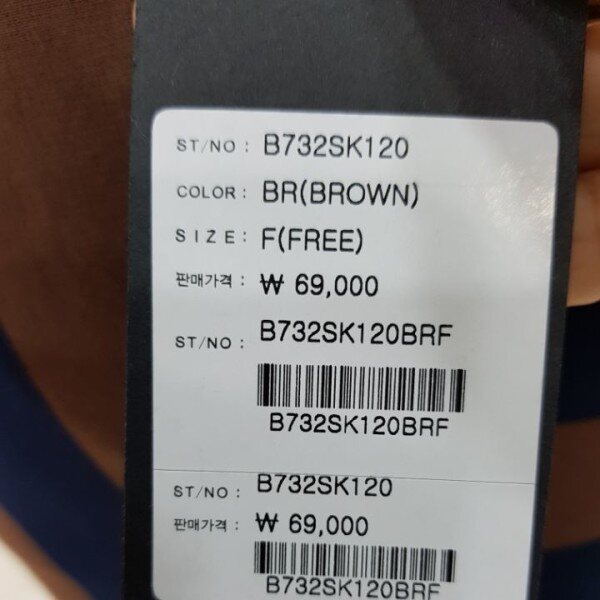 ST/NO : B732SK120
COLOR : BR(BROWN)
SIZE : F(FREE)
판매가격 : ₩ 69,000
ST/NO : B732SK120BRF
B732SK120BRF
ST/NO : B732SK120
판매가격 : ₩ 69,000
B732SK120BRF